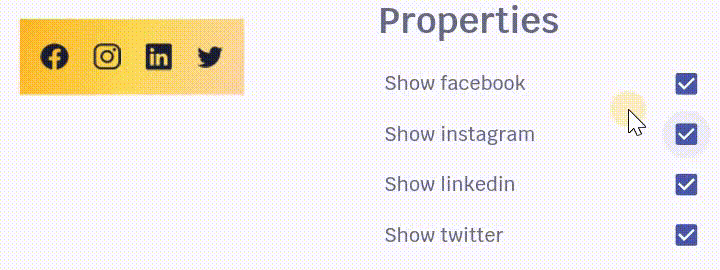 Properties
Show facebook
Show instagram
Show linkedin
Show twitter